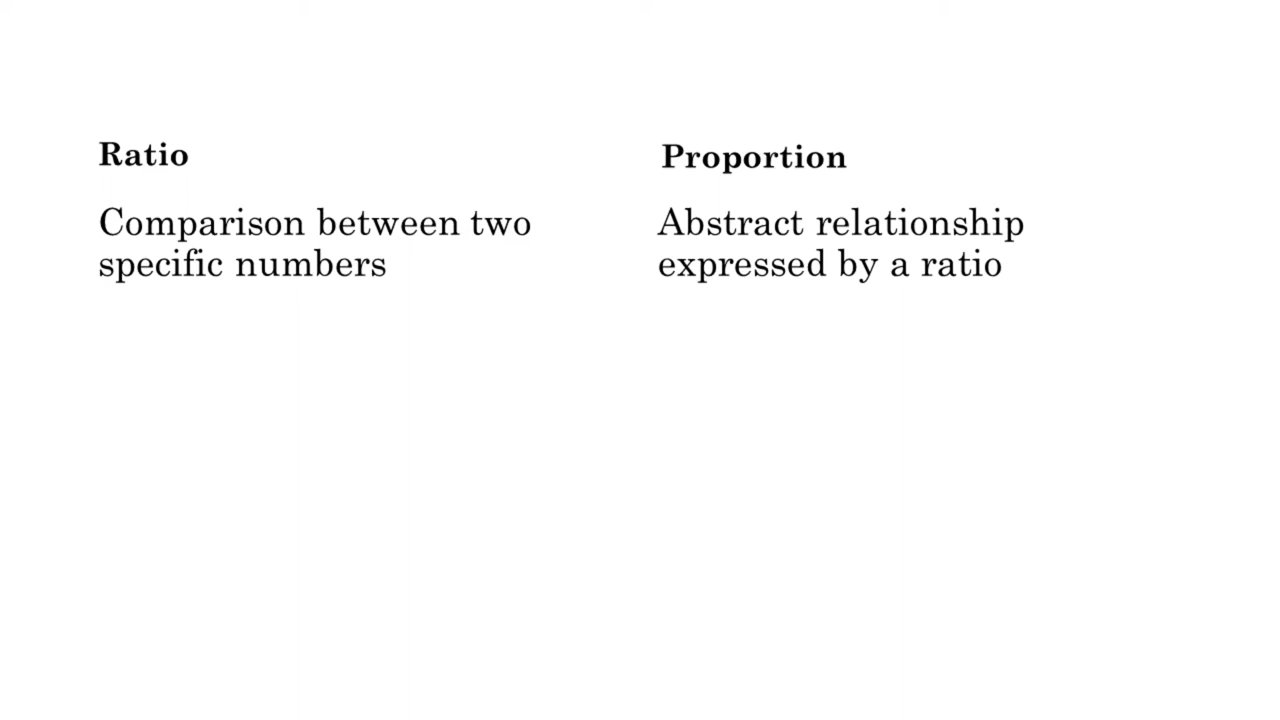 Ratio
Comparison between two
specific numbers
Proportion
Abstract relationship
expressed by a ratio